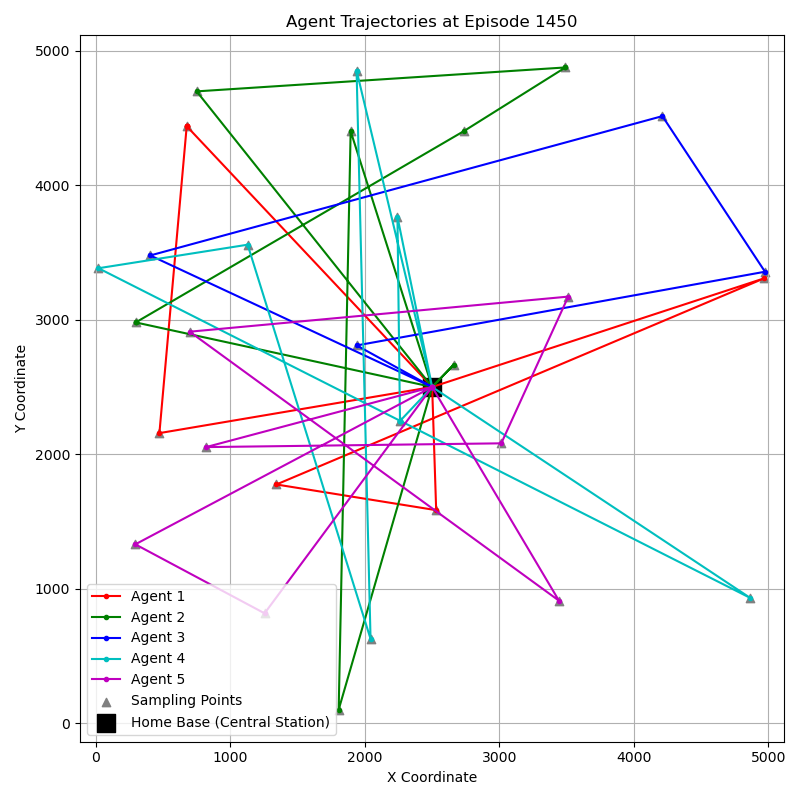 Agent Trajectories at Episode 1450
Y Coordinate
5000
4000
3000
2000
1000
0
Agent 1
Agent 2
Agent 3
Agent 4
Agent 5
Sampling Points
Home Base (Central Station)
0 1000 2000 3000 4000 5000
X Coordinate